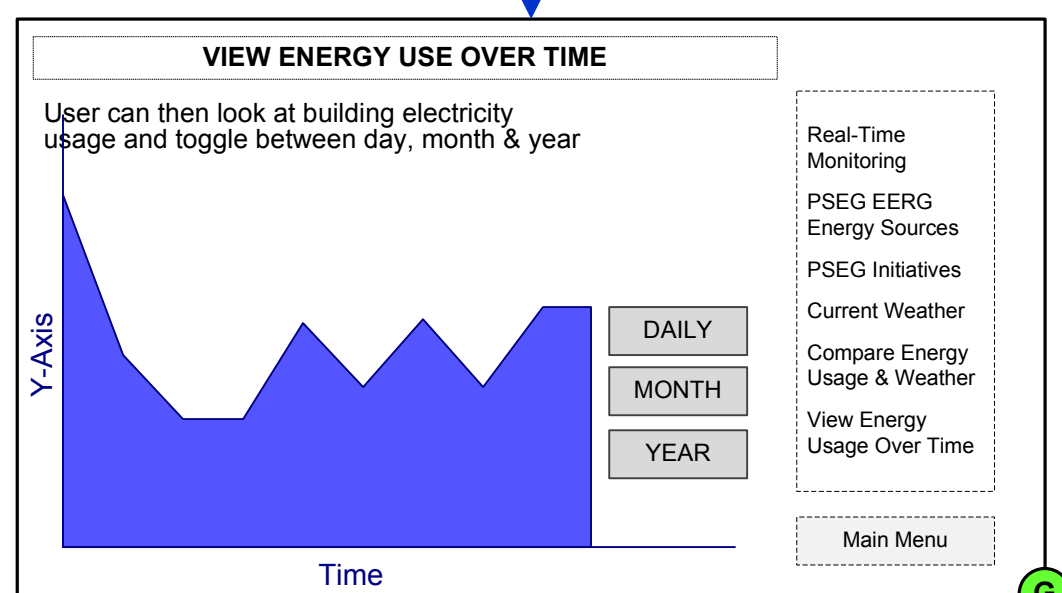 VIEW ENERGY USE OVER TIME
User can then look at building electricity
usage and toggle between day, month & year
Y-Axis
Time
DAILY
MONTH
YEAR
Real-Time
Monitoring
PSEG EERG
Energy Sources
PSEG Initiatives
Current Weather
Compare Energy
Usage & Weather
View Energy
Usage Over Time
Main Menu
G